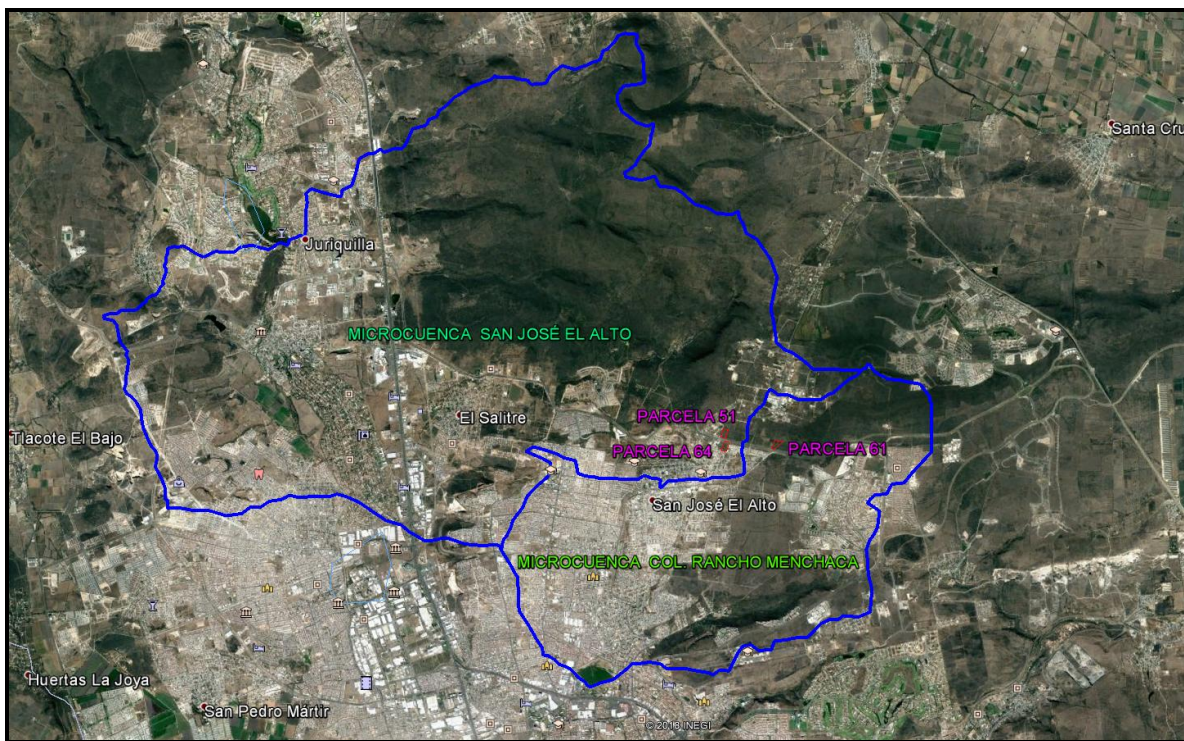 Santa Cru
Juriquilla
MICROCUENCA SAN JOSÉ EL ALTO
El Salitre
PARCELA 51
Tlacote El Bajo
PARCELA 64
PARCELA 61
San José El Alto
MICROCUENCA COL. RANCHO MENCHACA
Huertas La Joya
San Pedro Mártir
© 2018 INEGI